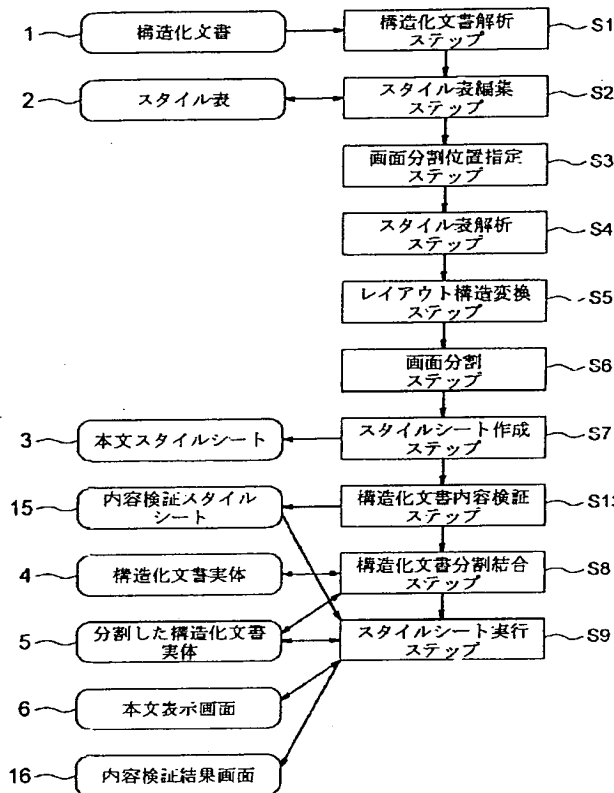 1
構造化文書
構造化文書解析
ステップ
S1
2
スタイル表
スタイル表編集
ステップ
S2
画面分割位置指定
ステップ
S3
スタイル表解析
ステップ
S4
レイアウト構造変換
ステップ
S5
画面分割
ステップ
S6
3
本文スタイルシート
スタイルシート作成
ステップ
S7
15
内容検証スタイル
シート
構造化文書内容検証
ステップ
S13
4
構造化文書実体
構造化文書分割結合
ステップ
S8
5
分割した構造化文書
実体
スタイルシート実行
ステップ
S9
6
本文表示画面
16
内容検証結果画面